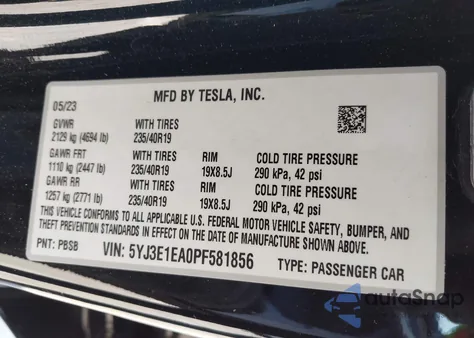 MFD BY TESLA, INC.
05/23
GVWR WITH TIRES
2129 kg (4694 lb) 235/40R19
GAWR FRT WITH TIRES RIM COLD TIRE PRESSURE
1110 kg (2447 lb) 235/40R19 19X8.5J 290 kPa, 42 psi
GAWR RR WITH TIRES RIM COLD TIRE PRESSURE
1257 kg (2771 lb) 235/40R19 19X8.5J 290 kPa, 42 psi
THIS VEHICLE CONFORMS TO ALL APPLICABLE U.S. FEDERAL MOTOR VEHICLE SAFETY, BUMPER, AND
THEFT PREVENTION STANDARDS IN EFFECT ON THE DATE OF MANUFACTURE SHOWN ABOVE.
PNT: PBSB VIN: 5YJ3E1EA0PF581856 TYPE: PASSENGER CAR
autoSnap